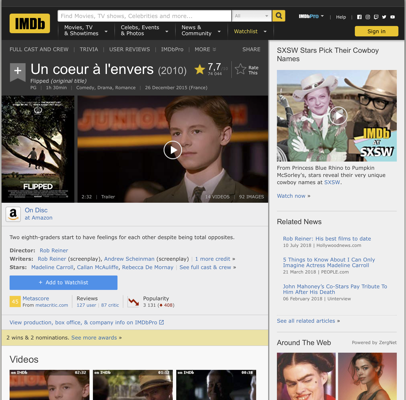 IMDb
Find Movies, TV shows, Celebrities and more...
All
Movies, TV
& Showtimes
Celebs, Events
& Photos
News &
Community
Watchlist
IMDbPro
Help
Sign in
FULL CAST AND CREW | TRIVIA | USER REVIEWS | IMDbPro | MORE
SHARE
Un coeur à l'envers (2010)
Flipped (original title)
PG | 1h 30min | Comedy, Drama, Romance | 26 December 2015 (France)
7,7
Rate
This
FLIPPED
2:32 | Trailer
14 VIDEOS | 92 IMAGES
On Disc
at Amazon
Two eighth-graders start to have feelings for each other despite being total opposites.
Director: Rob Reiner
Writers: Rob Reiner (screenplay), Andrew Scheinman (screenplay) | 1 more credit »
Stars: Madeline Carroll, Callan McAuliffe, Rebecca De Mornay | See full cast & crew »
+ Add to Watchlist
Metascore
From metacritic.com
Reviews
127 user | 87 critic
Popularity
3 131 (408)
View production, box office, & company info on IMDbPro
2 wins & 2 nominations. See more awards »
Videos
SXSW Stars Pick Their Cowboy
Names
IMDb
AT
SXSW
From Princess Blue Rhino to Pumpkin
McSorley's, stars reveal their very unique
cowboy names at SXSW.
Watch now »
Related News
Rob Reiner: His best films to date
19 July 2018 | Hollywoodnews.com
5 Things to Know About I Can Only
Imagine Actress Madeline Carroll
21 March 2018 | PEOPLE.com
John Mahoney's Co-Stars Pay Tribute To
Him After His Death
06 February 2018 | Uinterview
See all related articles »
Around The Web
Powered by ZergNet